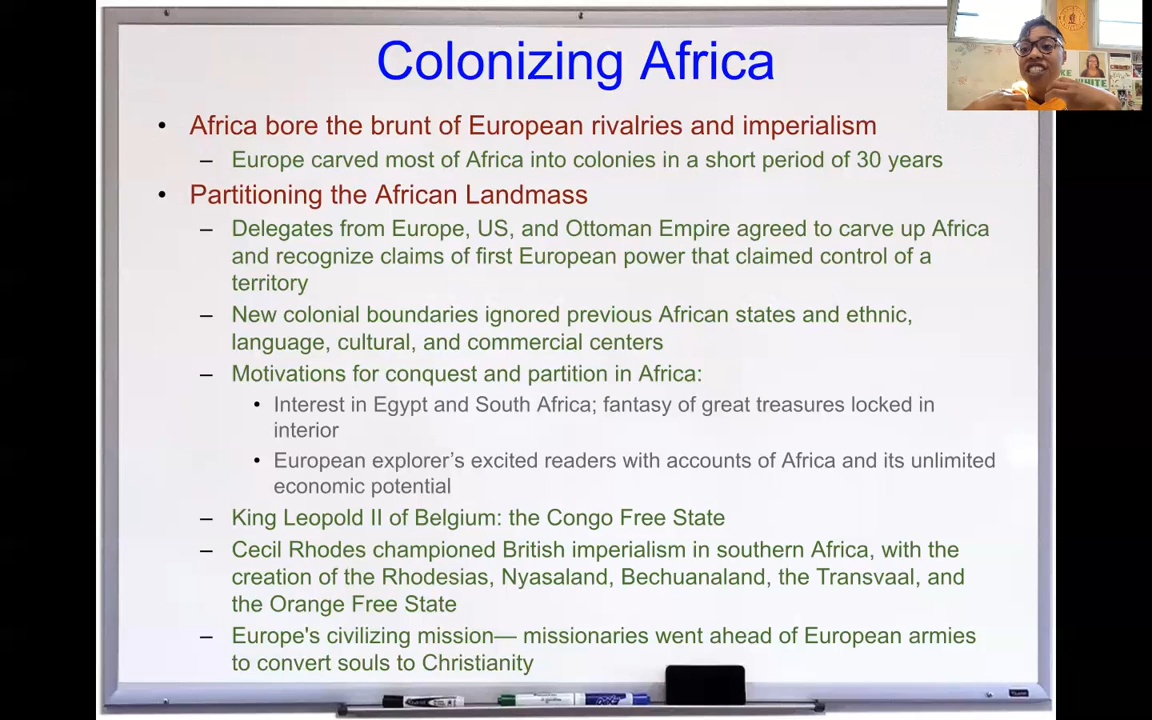 Colonizing Africa
• Africa bore the brunt of European rivalries and imperialism
– Europe carved most of Africa into colonies in a short period of 30 years
• Partitioning the African Landmass
– Delegates from Europe, US, and Ottoman Empire agreed to carve up Africa
and recognize claims of first European power that claimed control of a
territory
– New colonial boundaries ignored previous African states and ethnic,
language, cultural, and commercial centers
– Motivations for conquest and partition in Africa:
• Interest in Egypt and South Africa; fantasy of great treasures locked in
interior
• European explorer's excited readers with accounts of Africa and its unlimited
economic potential
– King Leopold II of Belgium: the Congo Free State
– Cecil Rhodes championed British imperialism in southern Africa, with the
creation of the Rhodesias, Nyasaland, Bechuanaland, the Transvaal, and
the Orange Free State
– Europe's civilizing mission— missionaries went ahead of European armies
to convert souls to Christianity